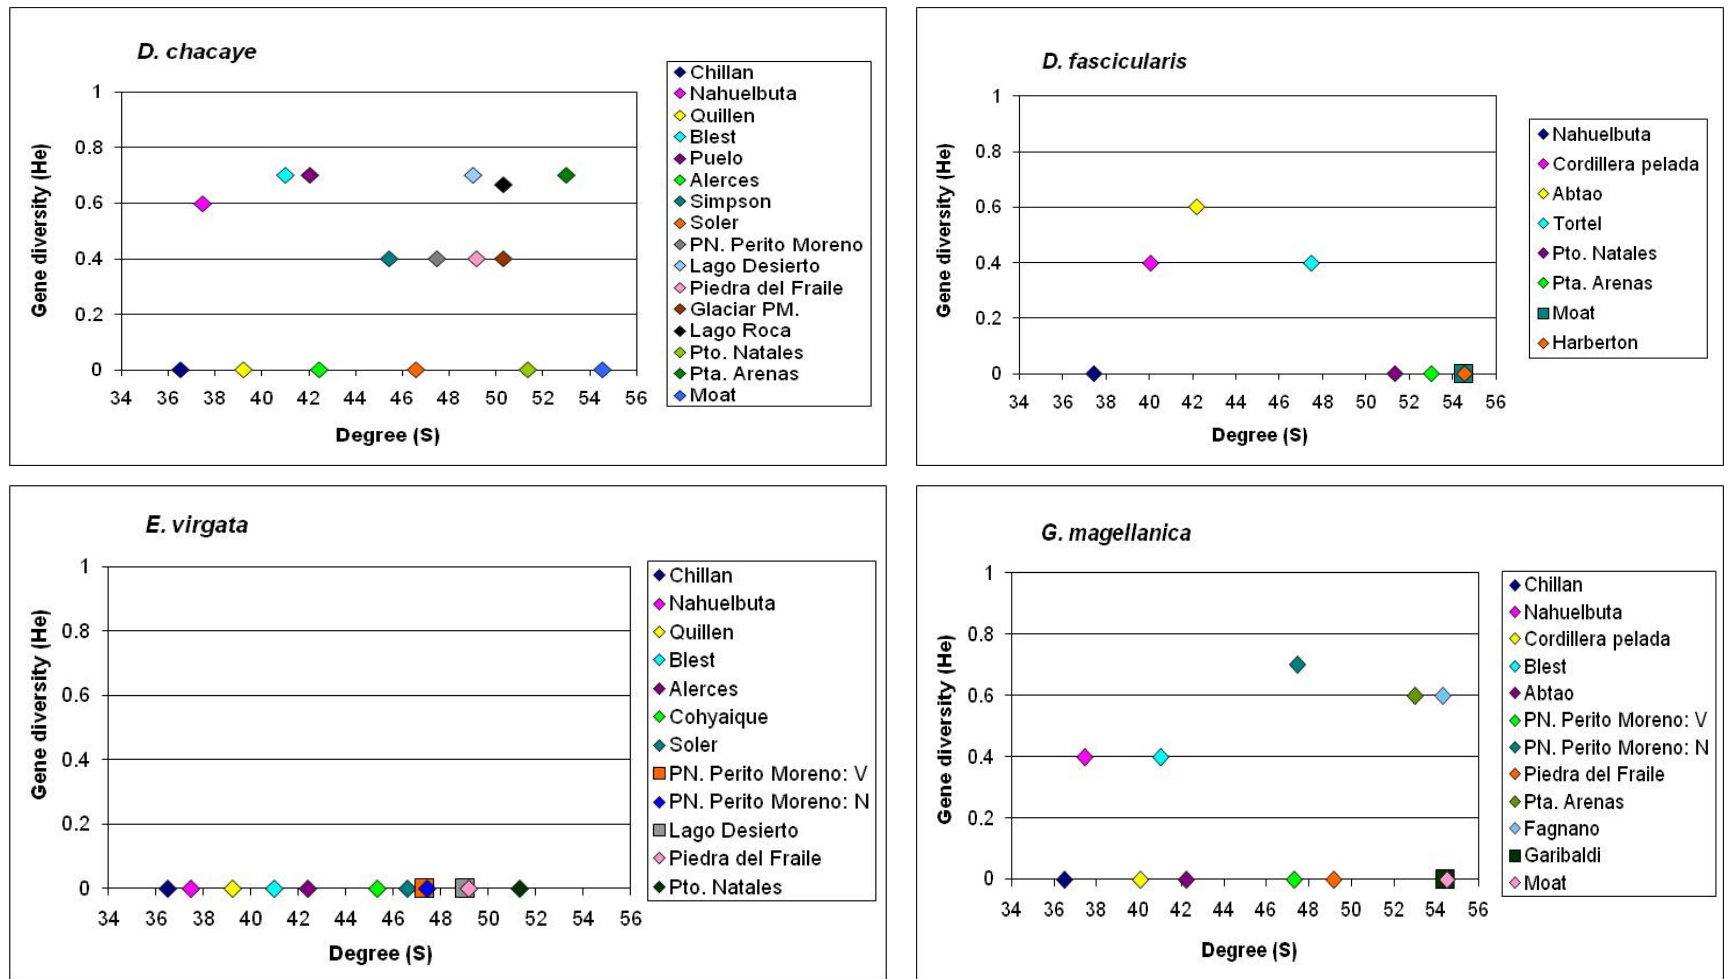 D. chacaye
Gene diversity (He)
1
0.8
0.6
0.4
0.2
0
34 36 38 40 42 44 46 48 50 52 54 56
Degree (S)
Chillan
Nahuelbuta
Quillen
Blest
Puelo
Alerces
Simpson
Soler
PN. Perito Moreno
Lago Desierto
Piedra del Fraile
Glaciar PM.
Lago Roca
Pto. Natales
Pta. Arenas
Moat
D. fascicularis
Gene diversity (He)
1
0.8
0.6
0.4
0.2
0
34 36 38 40 42 44 46 48 50 52 54 56
Degree (S)
Nahuelbuta
Cordillera pelada
Abtao
Tortel
Pto. Natales
Pta. Arenas
Moat
Harberton
E. virgata
Gene diversity (He)
1
0.8
0.6
0.4
0.2
0
34 36 38 40 42 44 46 48 50 52 54 56
Degree (S)
Chillan
Nahuelbuta
Quillen
Blest
Alerces
Cohyaique
Soler
PN. Perito Moreno: V
PN. Perito Moreno: N
Lago Desierto
Piedra del Fraile
Pto. Natales
G. magellanica
Gene diversity (He)
1
0.8
0.6
0.4
0.2
0
34 36 38 40 42 44 46 48 50 52 54 56
Degree (S)
Chillan
Nahuelbuta
Cordillera pelada
Blest
Abtao
PN. Perito Moreno: V
PN. Perito Moreno: N
Piedra del Fraile
Pta. Arenas
Fagnano
Garibaldi
Moat